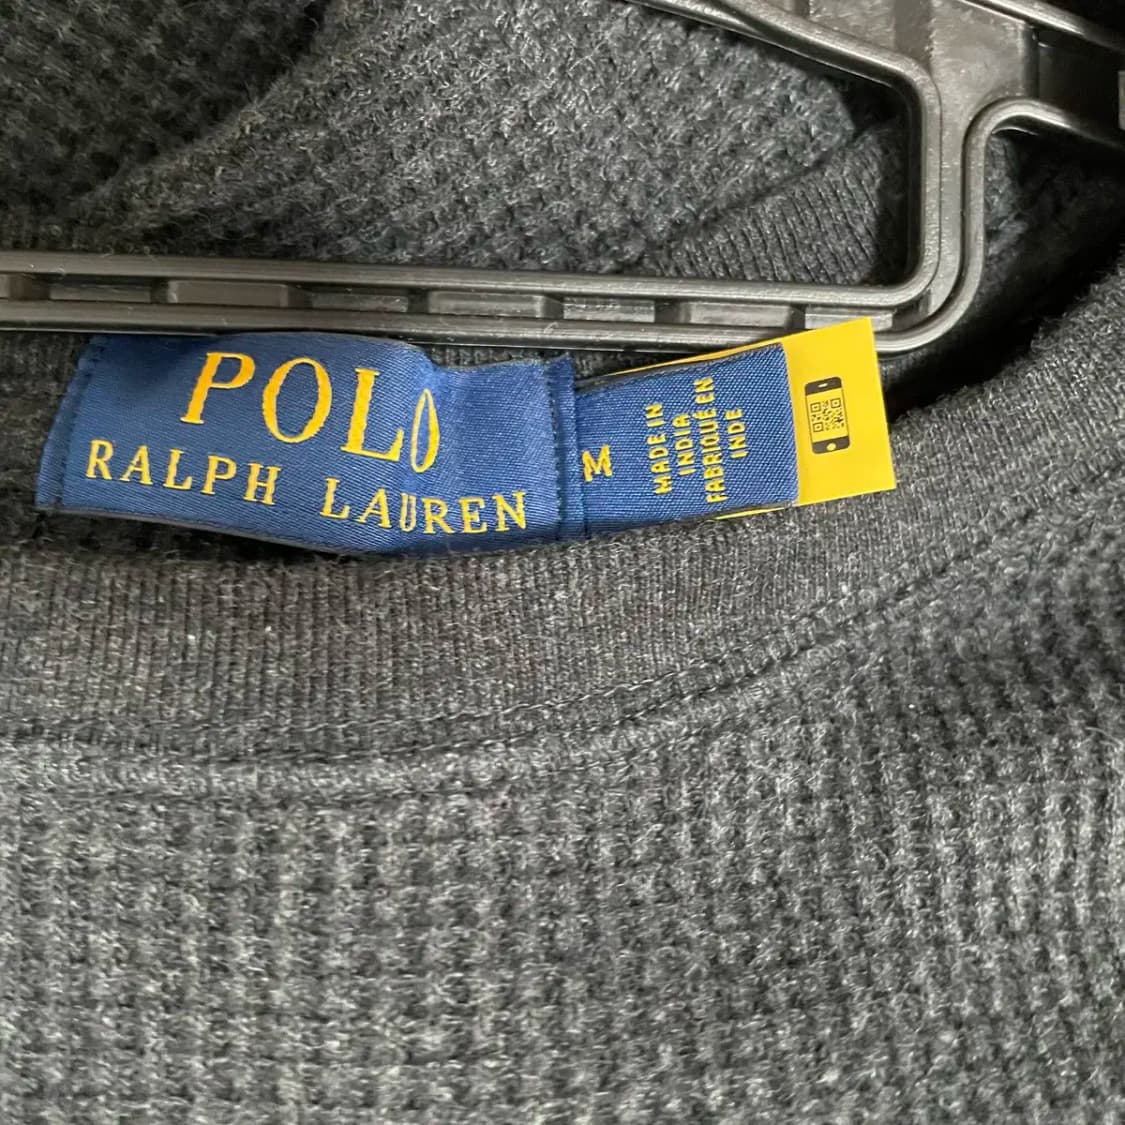 POLO
RALPH LAUREN
M
MADE IN
INDIA
FABRIQUÉ EN
INDE